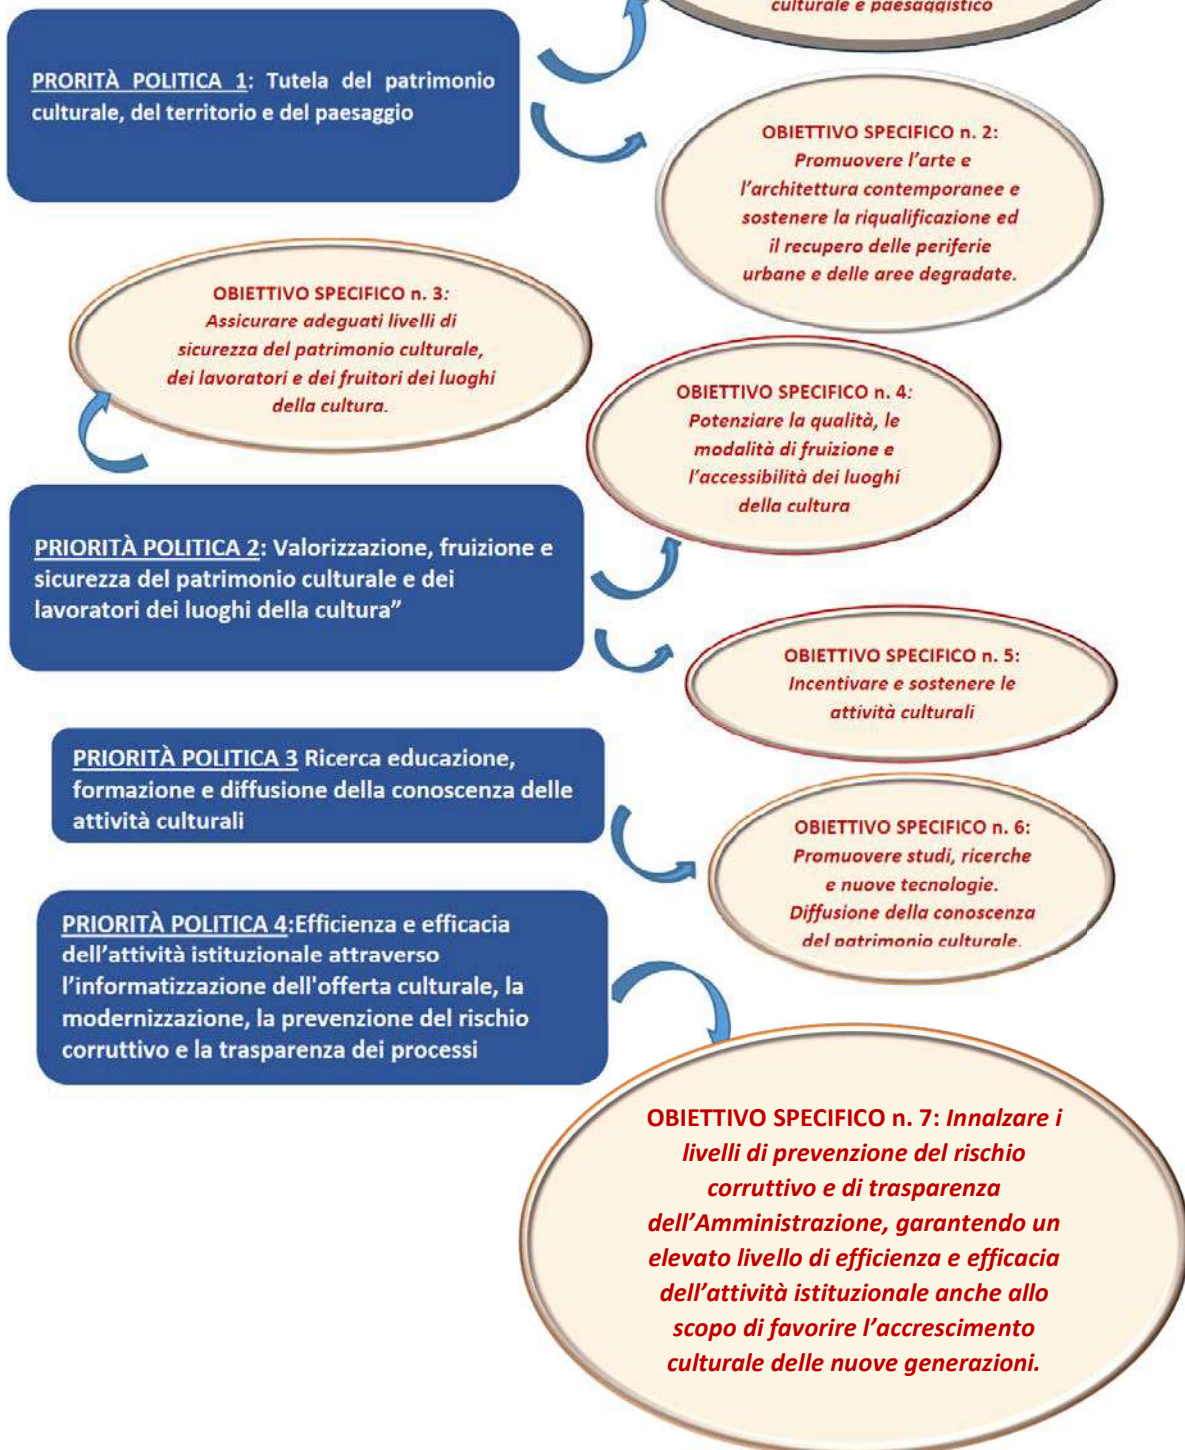 culturale e paesaggistico
PRORITÀ POLITICA 1: Tutela del patrimonio
culturale, del territorio e del paesaggio
OBIETTIVO SPECIFICO n. 2:
Promuovere l’arte e
l’architettura contemporanee e
sostenere la riqualificazione ed
il recupero delle periferie
urbane e delle aree degradate.
OBIETTIVO SPECIFICO n. 3:
Assicurare adeguati livelli di
sicurezza del patrimonio culturale,
dei lavoratori e dei fruitori dei luoghi
della cultura.
OBIETTIVO SPECIFICO n. 4:
Potenziare la qualità, le
modalità di fruizione e
l’accessibilità dei luoghi
della cultura
PRIORITÀ POLITICA 2: Valorizzazione, fruizione e
sicurezza del patrimonio culturale e dei
lavoratori dei luoghi della cultura”
OBIETTIVO SPECIFICO n. 5:
Incentivare e sostenere le
attività culturali
PRIORITÀ POLITICA 3 Ricerca educazione,
formazione e diffusione della conoscenza delle
attività culturali
OBIETTIVO SPECIFICO n. 6:
Promuovere studi, ricerche
e nuove tecnologie.
Diffusione della conoscenza
del patrimonio culturale.
PRIORITÀ POLITICA 4:Efficienza e efficacia
dell’attività istituzionale attraverso
l’informatizzazione dell'offerta culturale, la
modernizzazione, la prevenzione del rischio
corruttivo e la trasparenza dei processi
OBIETTIVO SPECIFICO n. 7: Innalzare i
livelli di prevenzione del rischio
corruttivo e di trasparenza
dell’Amministrazione, garantendo un
elevato livello di efficienza e efficacia
dell’attività istituzionale anche allo
scopo di favorire l’accrescimento
culturale delle nuove generazioni.